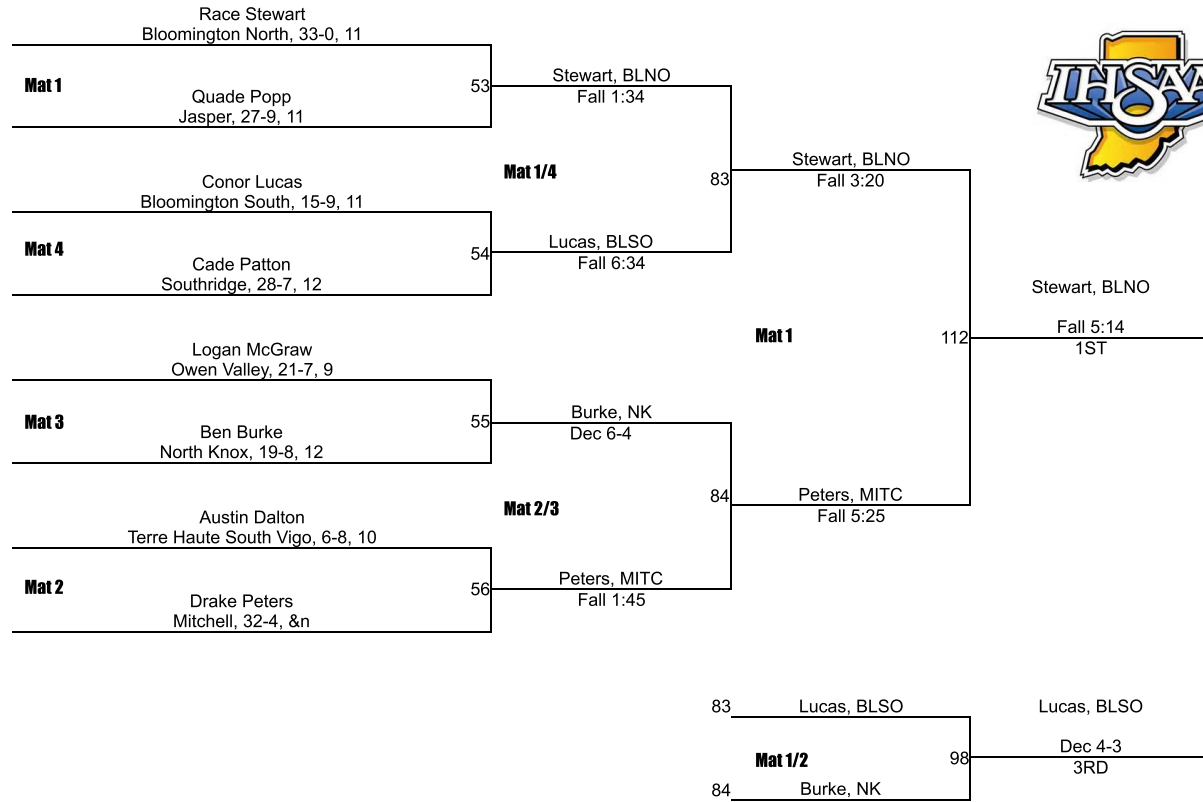 Race Stewart
Bloomington North, 33-0, 11
Mat 1
53
Quade Popp
Jasper, 27-9, 11
Stewart, BLNO
Fall 1:34
Mat 1/4
83
Conor Lucas
Bloomington South, 15-9, 11
Mat 4
54
Cade Patton
Southridge, 28-7, 12
Lucas, BLSO
Fall 6:34
Stewart, BLNO
Fall 3:20
Mat 1
112
Logan McGraw
Owen Valley, 21-7, 9
Mat 3
55
Ben Burke
North Knox, 19-8, 12
Burke, NK
Dec 6-4
Mat 2/3
84
Austin Dalton
Terre Haute South Vigo, 6-8, 10
Mat 2
56
Drake Peters
Mitchell, 32-4, &n
Peters, MITC
Fall 1:45
Peters, MITC
Fall 5:25
Stewart, BLNO
Fall 5:14
1ST
IHSAA
83
Lucas, BLSO
Mat 1/2
98
84
Burke, NK
Lucas, BLSO
Dec 4-3
3RD